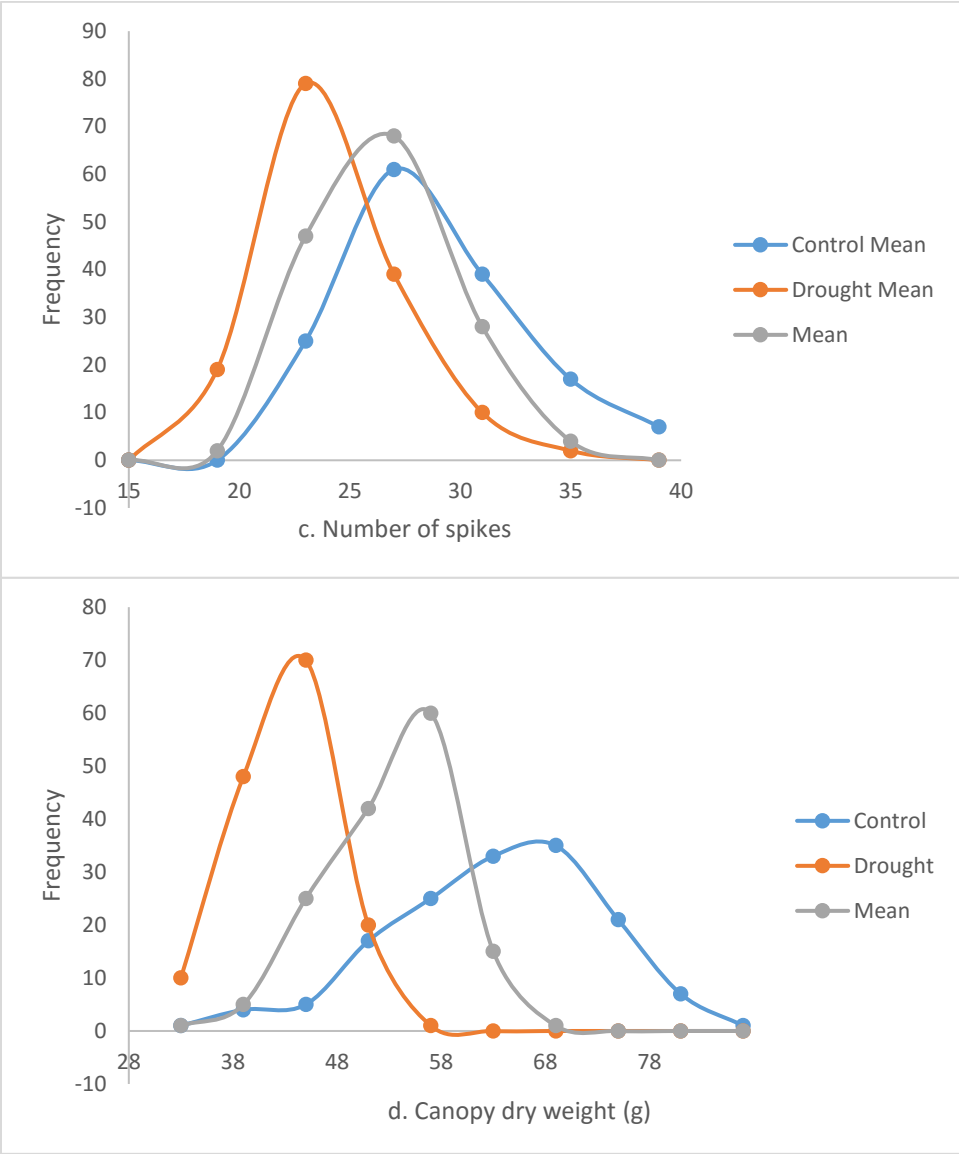 90
80
70
60
50
40
30
20
10
0
-10
Frequency
15 20 25 30 35 40
c. Number of spikes
Control Mean
Drought Mean
Mean
80
70
60
50
40
30
20
10
0
-10
Frequency
28 38 48 58 68 78
d. Canopy dry weight (g)
Control
Drought
Mean